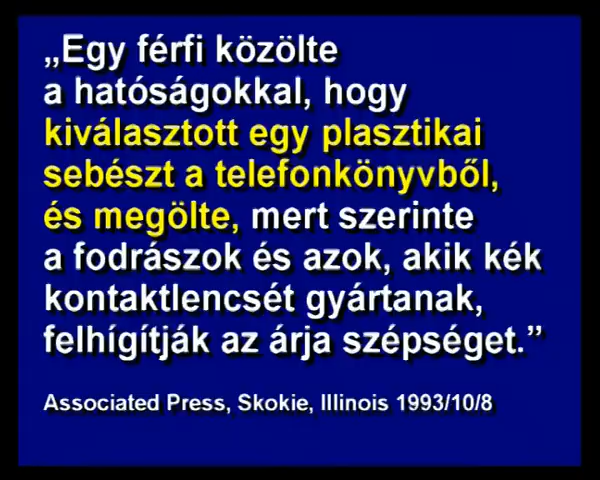 „Egy férfi közölte
a hatóságokkal, hogy
kiválasztott egy plasztikai
sebészt a telefonkönyvből,
és megölte, mert szerinte
a fodrászok és azok, akik kék
kontaktlencsét gyártanak,
felhígítják az árja szépséget.”
Associated Press, Skokie, Illinois 1993/10/8